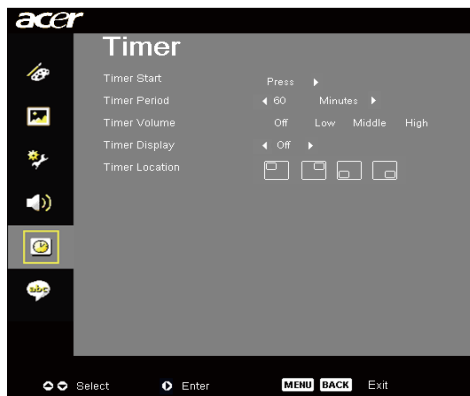 acer
Timer
Timer Start Press
Timer Period 60 Minutes
Timer Volume Off Low Middle High
Timer Display Off
Timer Location
abc
Select Enter MENU BACK Exit